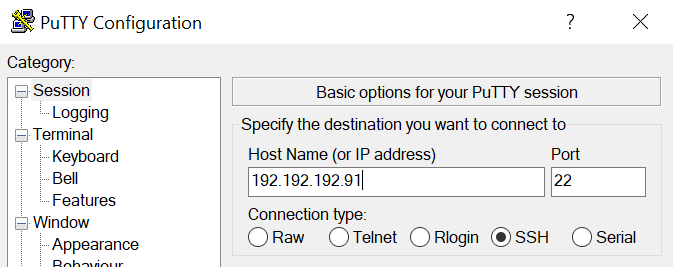 PuTTY Configuration
?
Category:
Session
Logging
Terminal
Keyboard
Bell
Features
Window
Appearance
Behaviour
Basic options for your PuTTY session
Specify the destination you want to connect to
Host Name (or IP address) Port
192.192.192.91 22
Connection type:
Raw Telnet Rlogin SSH Serial